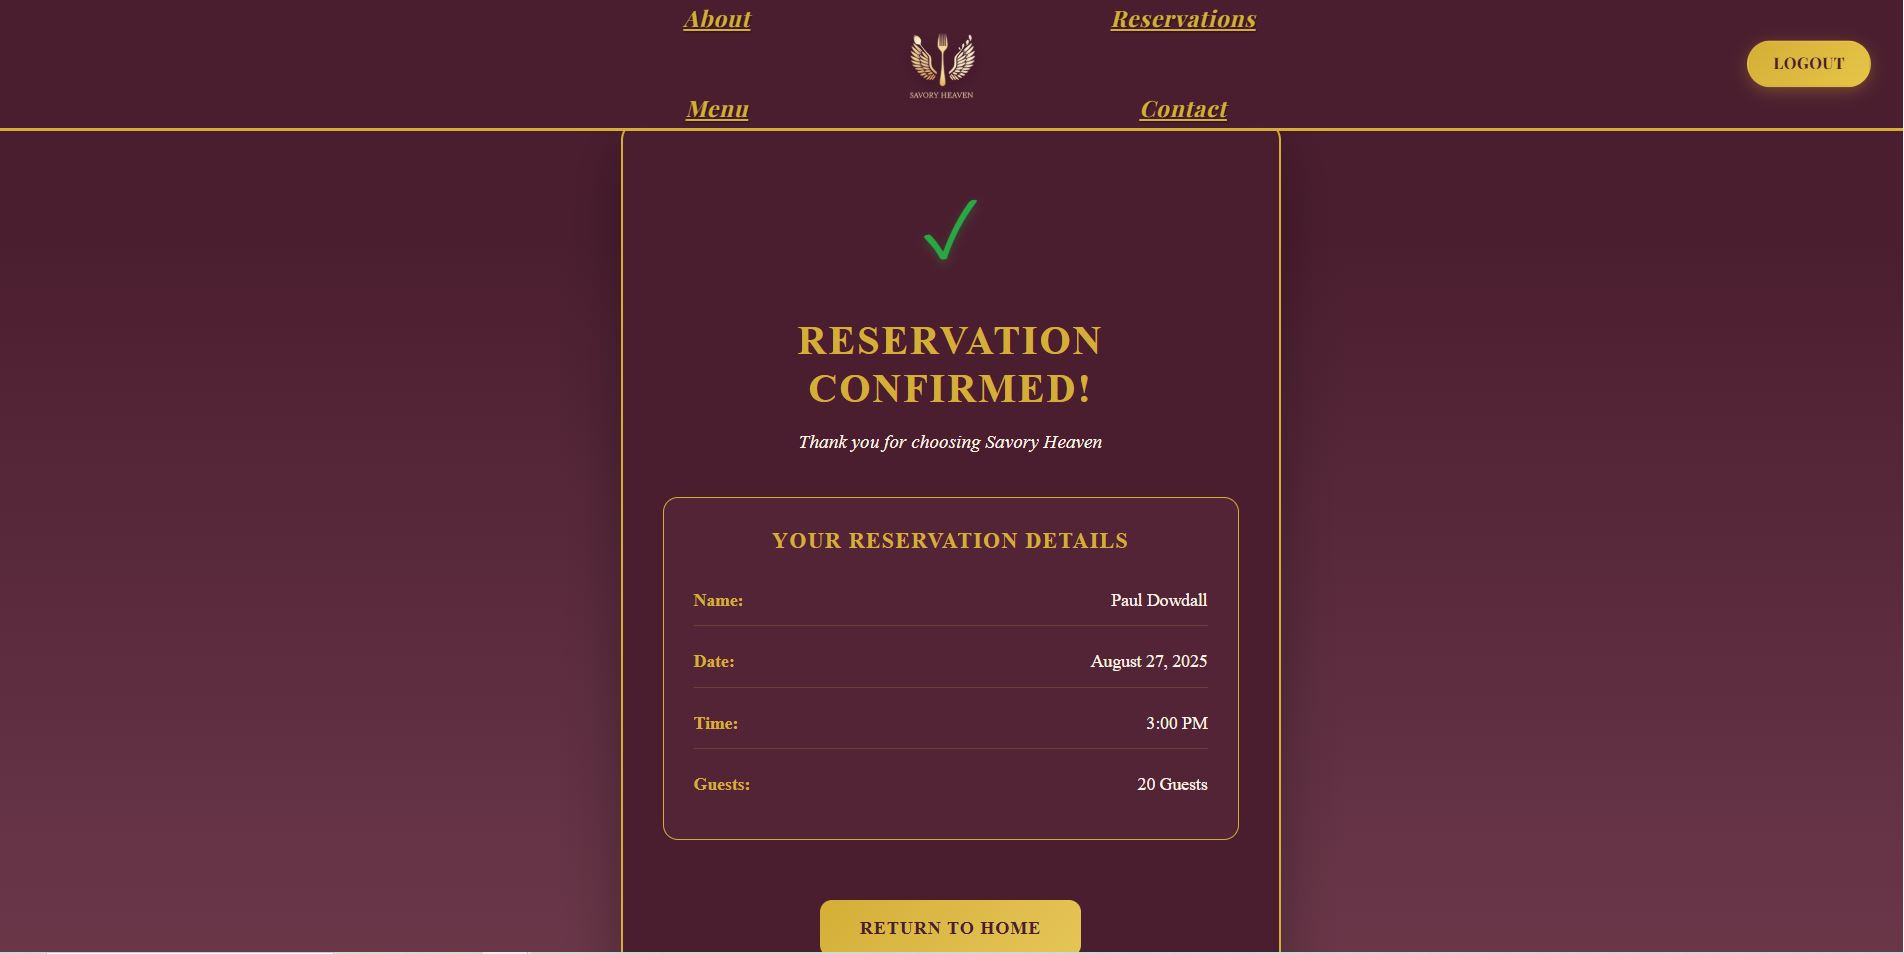 About
Reservations
SAVORY HEAVEN
LOGOUT
Menu
Contact
✓
RESERVATION
CONFIRMED!
Thank you for choosing Savory Heaven
YOUR RESERVATION DETAILS
Name: Paul Dowdall
Date: August 27, 2025
Time: 3:00 PM
Guests: 20 Guests
RETURN TO HOME